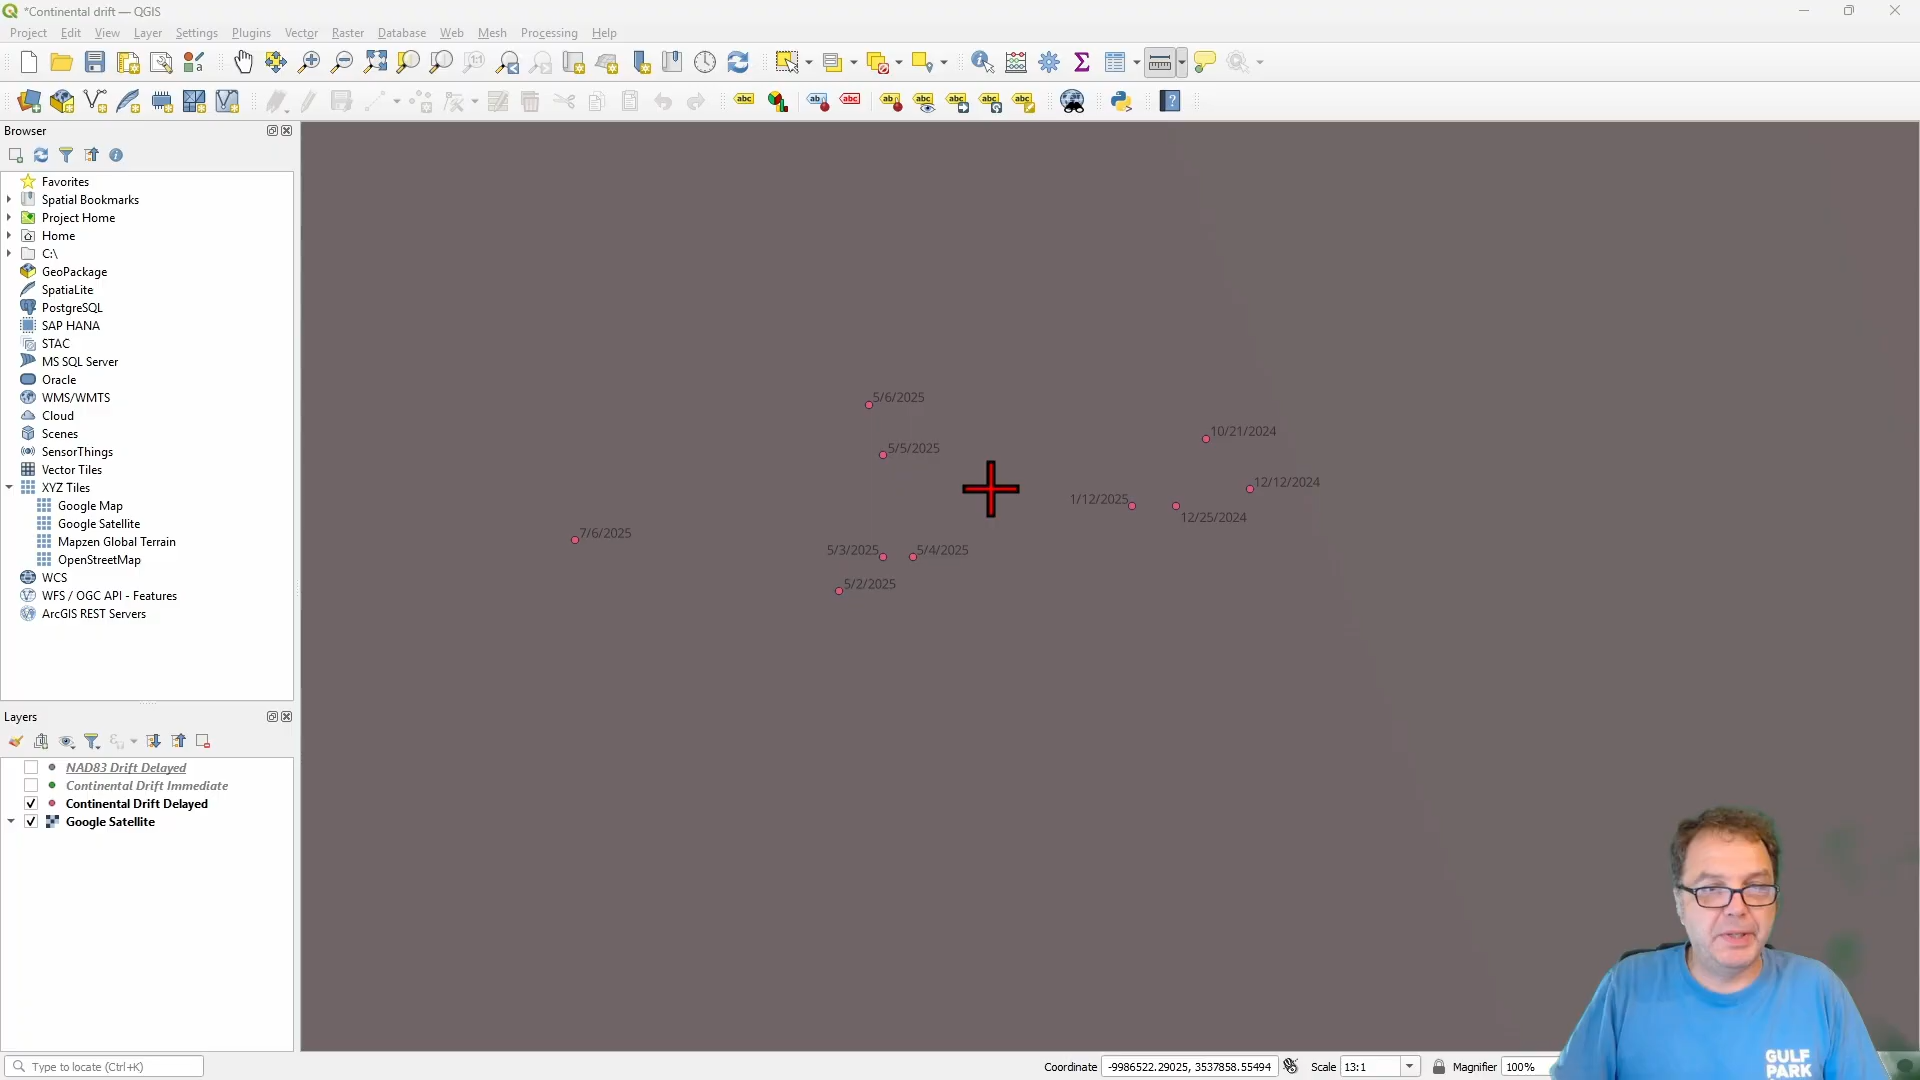 *Continental drift — QGIS
Project Edit View Layer Settings Plugins Vector Raster Database Web Mesh Processing Help
Browser
Favorites
Spatial Bookmarks
Project Home
Home
C:\
GeoPackage
SpatiaLite
PostgreSQL
SAP HANA
STAC
MS SQL Server
Oracle
WMS/WMTS
Cloud
Scenes
SensorThings
Vector Tiles
XYZ Tiles
Google Map
Google Satellite
Mapzen Global Terrain
OpenStreetMap
WCS
WFS / OGC API - Features
ArcGIS REST Servers
Layers
NAD83 Drift Delayed
Continental Drift Immediate
Continental Drift Delayed
Google Satellite
5/6/2025
10/21/2024
5/5/2025
12/12/2024
1/12/2025
12/25/2024
7/6/2025
5/3/2025
5/4/2025
5/2/2025
GULF
PARK
Type to locate (Ctrl+K)
Coordinate -9986522.29025, 3537858.55494 Scale 13:1 Magnifier 100%